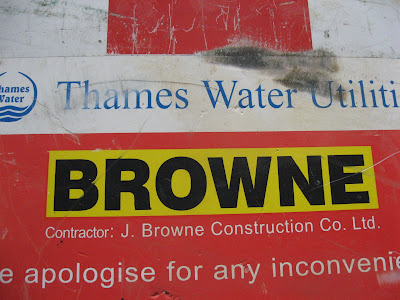 Thames
Water
Thames Water Utiliti
BROWNE
Contractor: J. Browne Construction Co. Ltd.
e apologise for any inconvenie